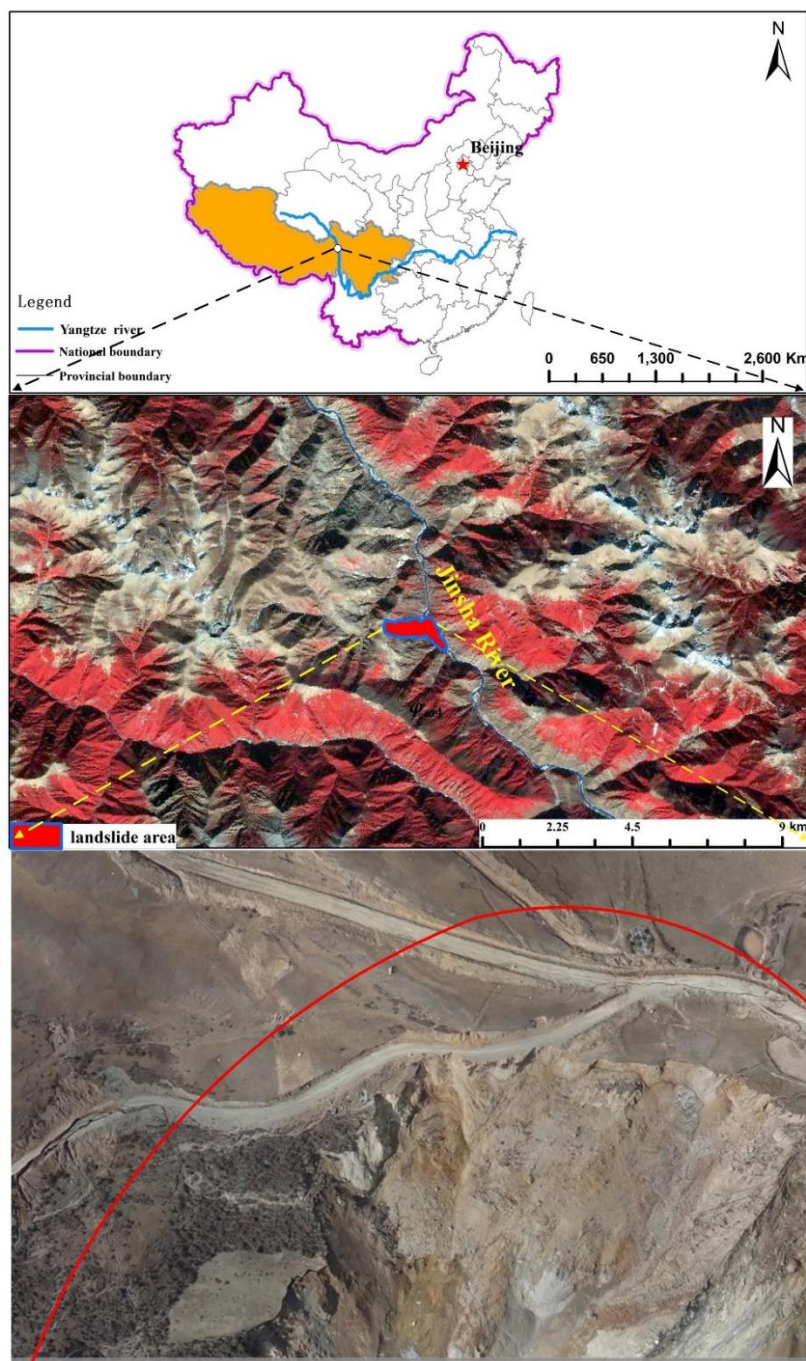 N
Beijing
Legend
Yangtze river
National boundary
Provincial boundary
0 650 1,300 2,600 Km
N
Jinsha River
landslide area
0 2.25 4.5 9 km